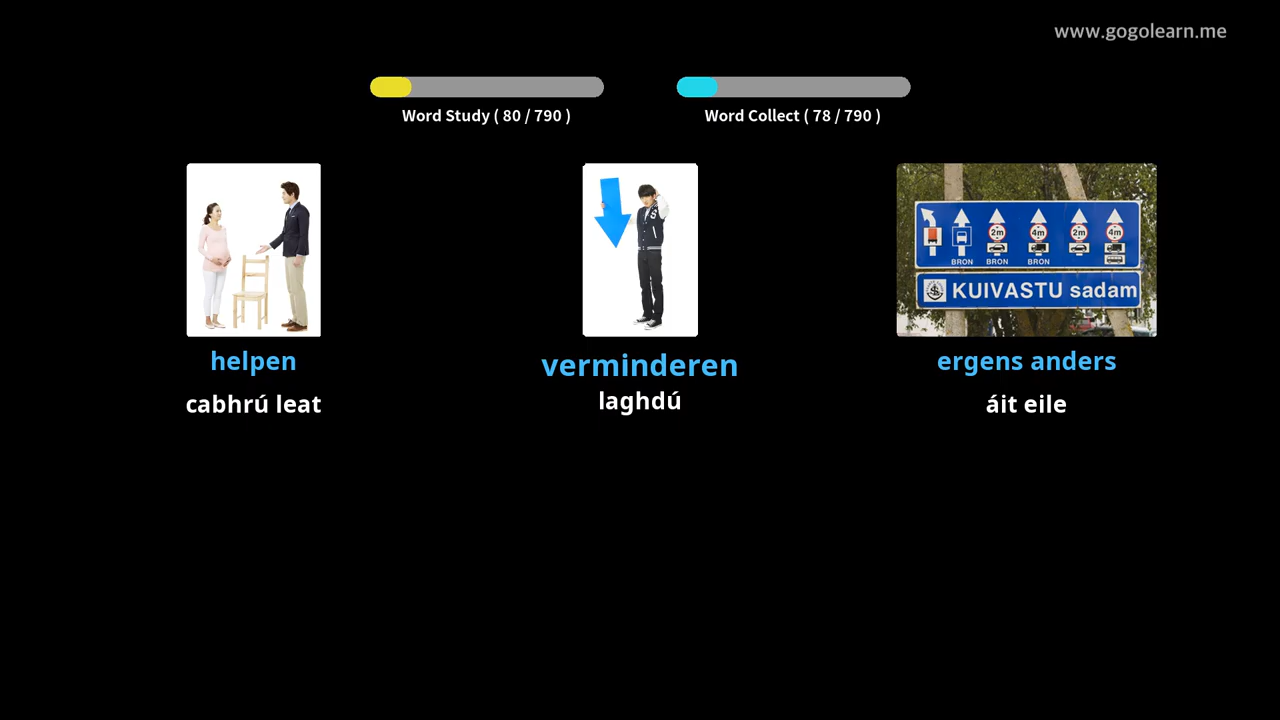 www.gogolearn.me
Word Study ( 80 / 790 )
Word Collect ( 78 / 790 )
S
2m 4m 2m 4m
BRON BRON BRON
KUIVASTU sadam
helpen
verminderen
ergens anders
cabhrú leat
laghdú
áit eile